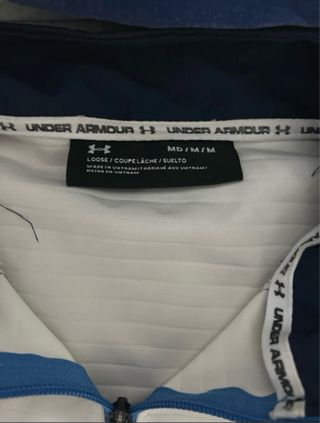 UNDER ARMOUR UNDER ARMOUR
MD / M / M
LOOSE / COUPE LÂCHE / SUELTO
MADE IN VIETNAM / FABRIQUÉ AU VIETNAM /
HECHO EN VIETNAM
UNDER ARMOUR